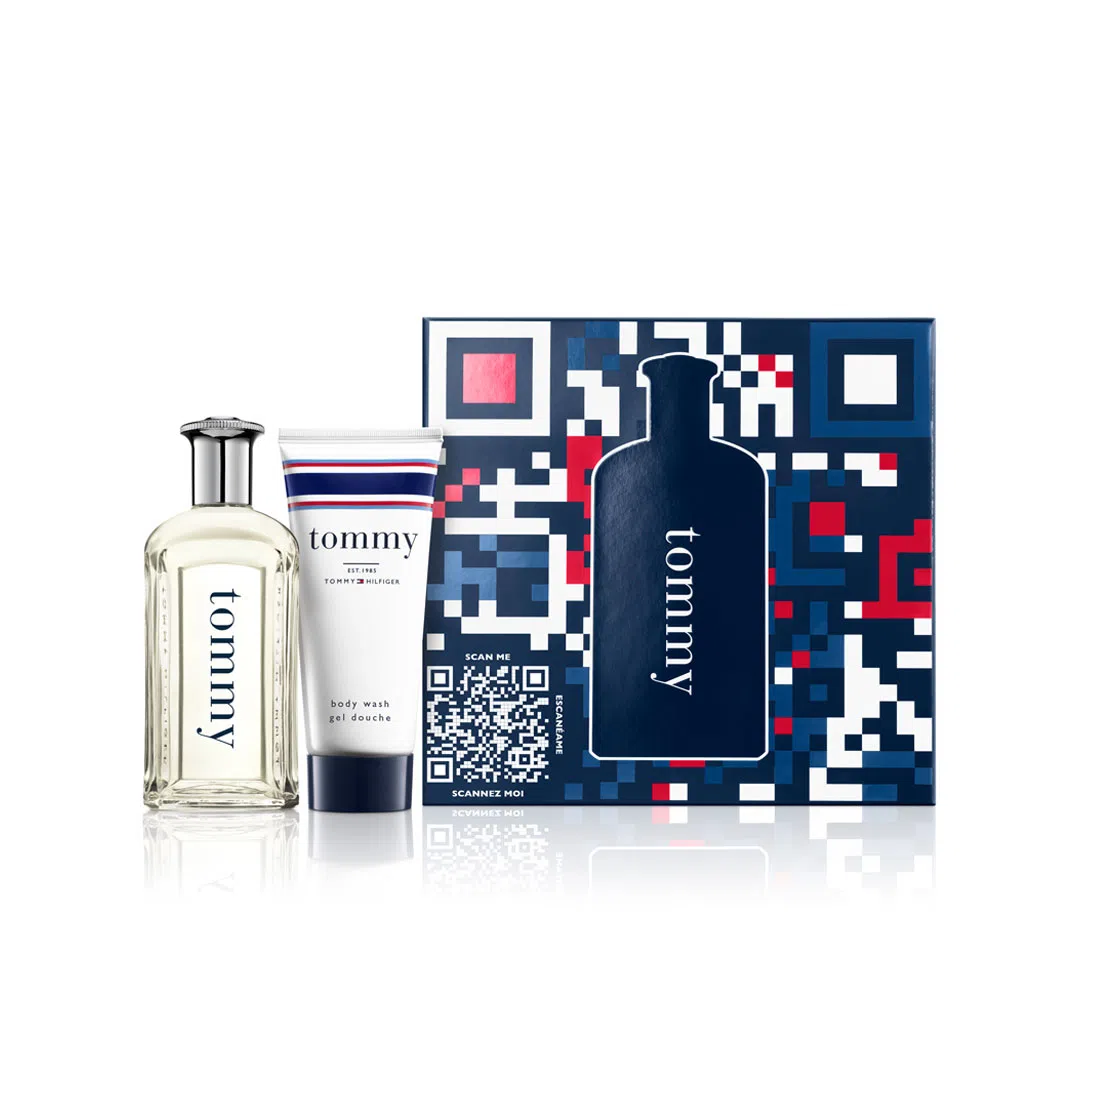 tommy
tommy
EST. 1985
TOMMY HILFIGER
body wash
gel douche
tommy
SCAN ME
ESCANÉAME
SCANNEZ MOI